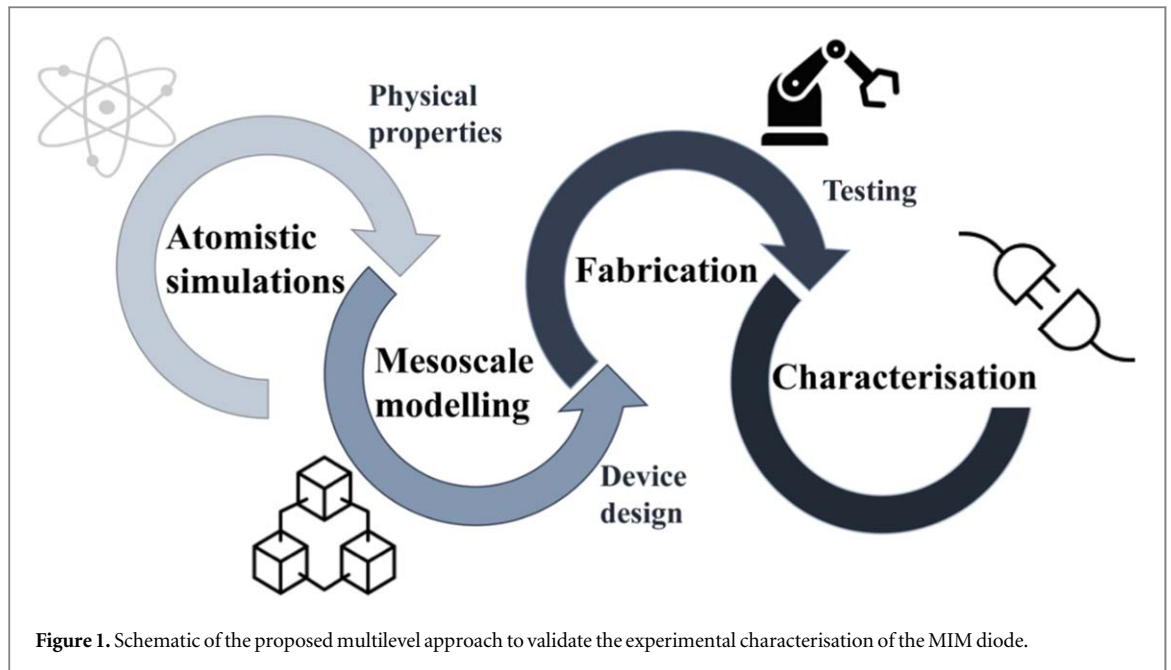 Physical
properties
Atomistic
simulations
Mesoscale
modelling
Device
design
Fabrication
Testing
Characterisation
Figure 1. Schematic of the proposed multilevel approach to validate the experimental characterisation of the MIM diode.